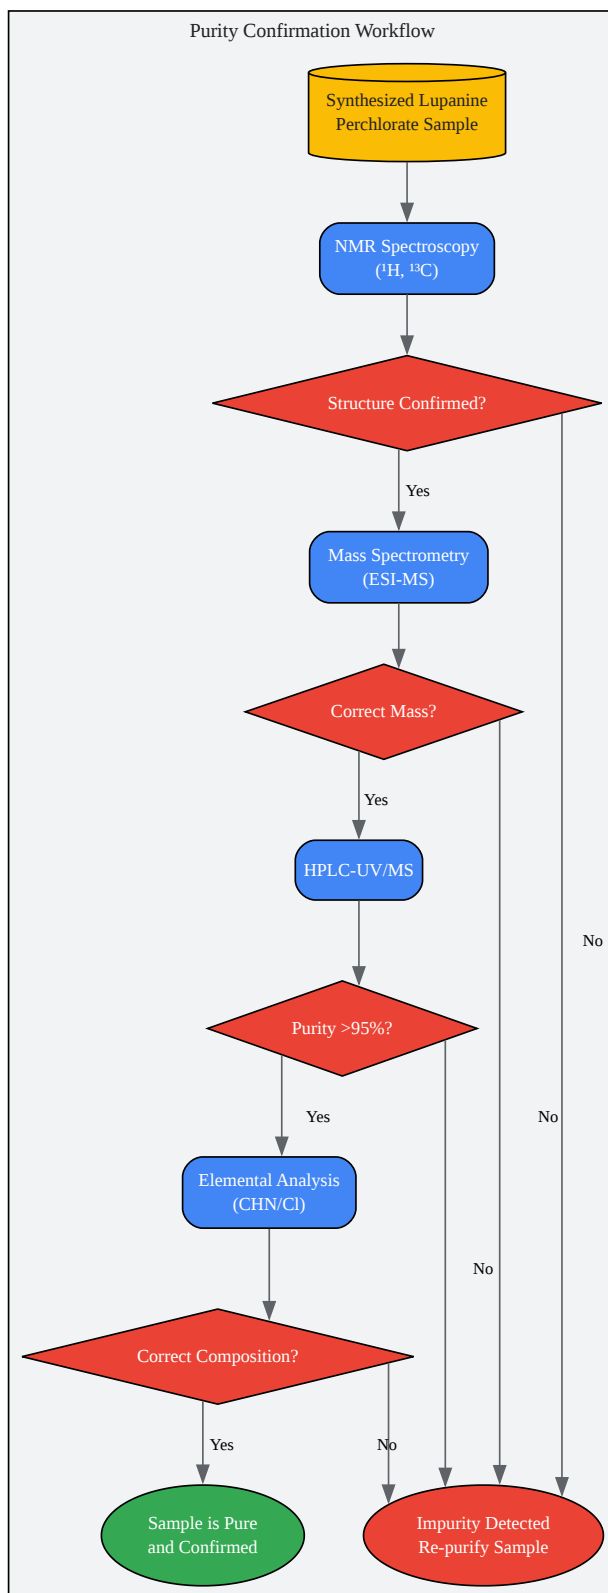 Purity Confirmation Workflow
Synthesized Lupanine
Perchlorate Sample
NMR Spectroscopy
(¹H, ¹³C)
Structure Confirmed?
Yes
Mass Spectrometry
(ESI-MS)
Correct Mass?
Yes
HPLC-UV/MS
No
Purity >95%?
Yes
No
Elemental Analysis
(CHN/Cl)
No
Correct Composition?
Yes
No
Sample is Pure
and Confirmed
Impurity Detected
Re-purify Sample